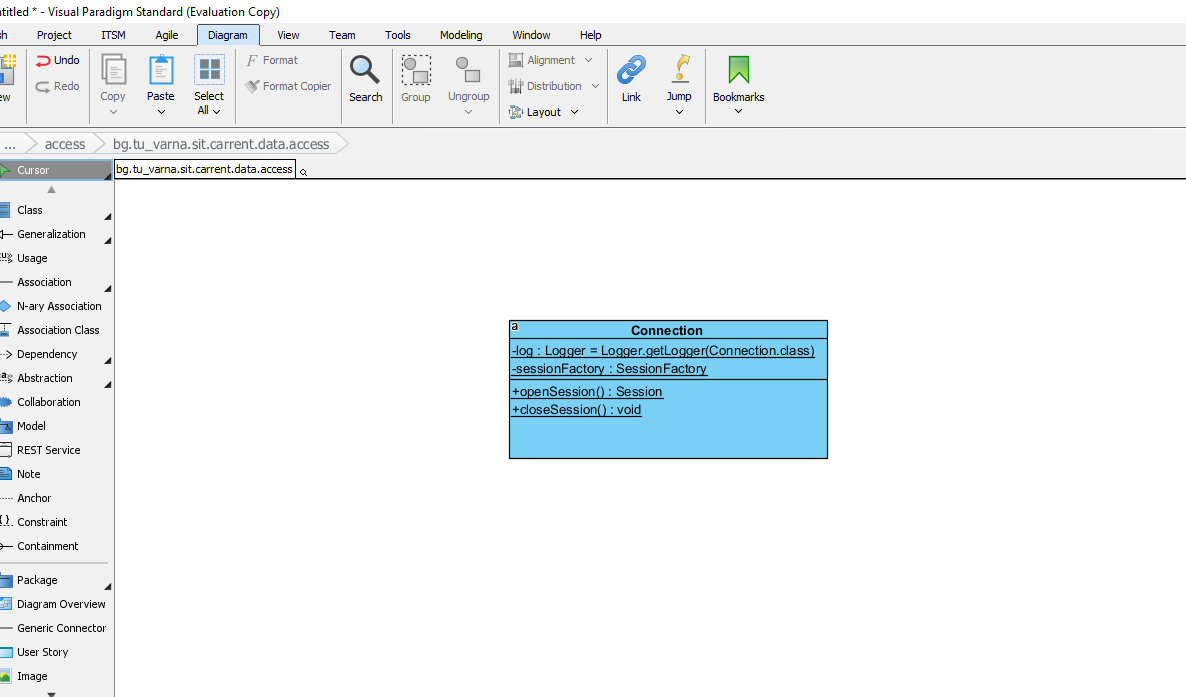 ntitled * - Visual Paradigm Standard (Evaluation Copy)
sh Project ITSM Agile Diagram View Team Tools Modeling Window Help
Undo
Redo
ew
Copy
Paste
Select
All
Format
Format Copier
Search
Group
Ungroup
Alignment
Distribution
Layout
Link
Jump
Bookmarks
... access bg.tu_varna.sit.carrent.data.access
Cursor
bg.tu_varna.sit.carrent.data.access
Class
Generalization
Usage
Association
N-ary Association
Association Class
Dependency
Abstraction
Collaboration
Model
REST Service
Note
Anchor
Constraint
Containment
Package
Diagram Overview
Generic Connector
User Story
Image
a
Connection
-log : Logger = Logger.getLogger(Connection.class)
-sessionFactory : SessionFactory
+openSession() : Session
+closeSession() : void